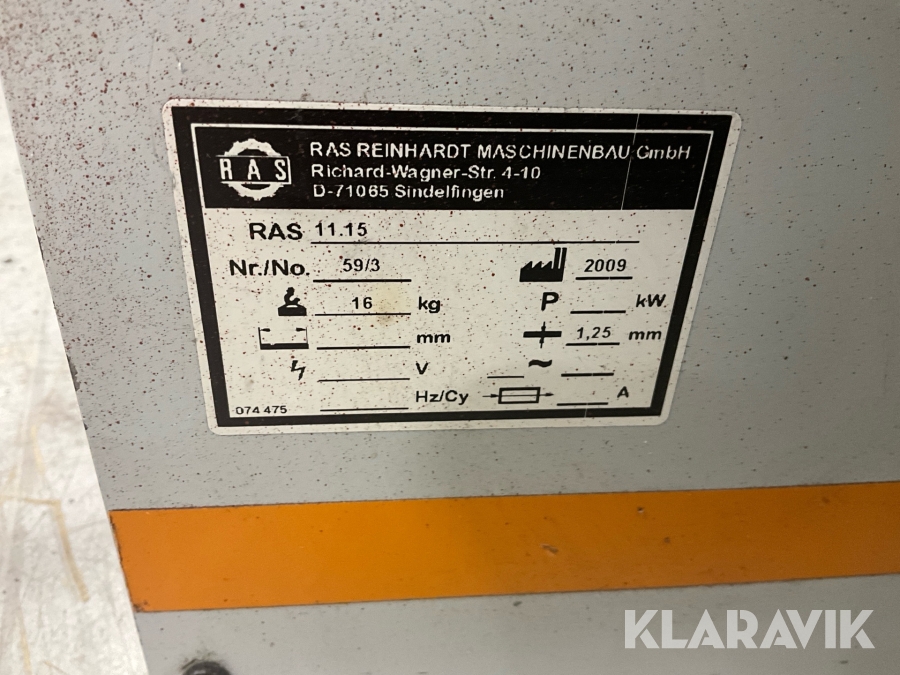 RAS
RAS REINHARDT MASCHINENBAU GmbH
Richard-Wagner-Str. 4-10
D-71065 Sindelfingen
RAS 11.15
Nr./No. 59/3 2009
16 kg P kW
mm 1,25 mm
V ~
Hz/Cy A
074 475
KLARAVIK